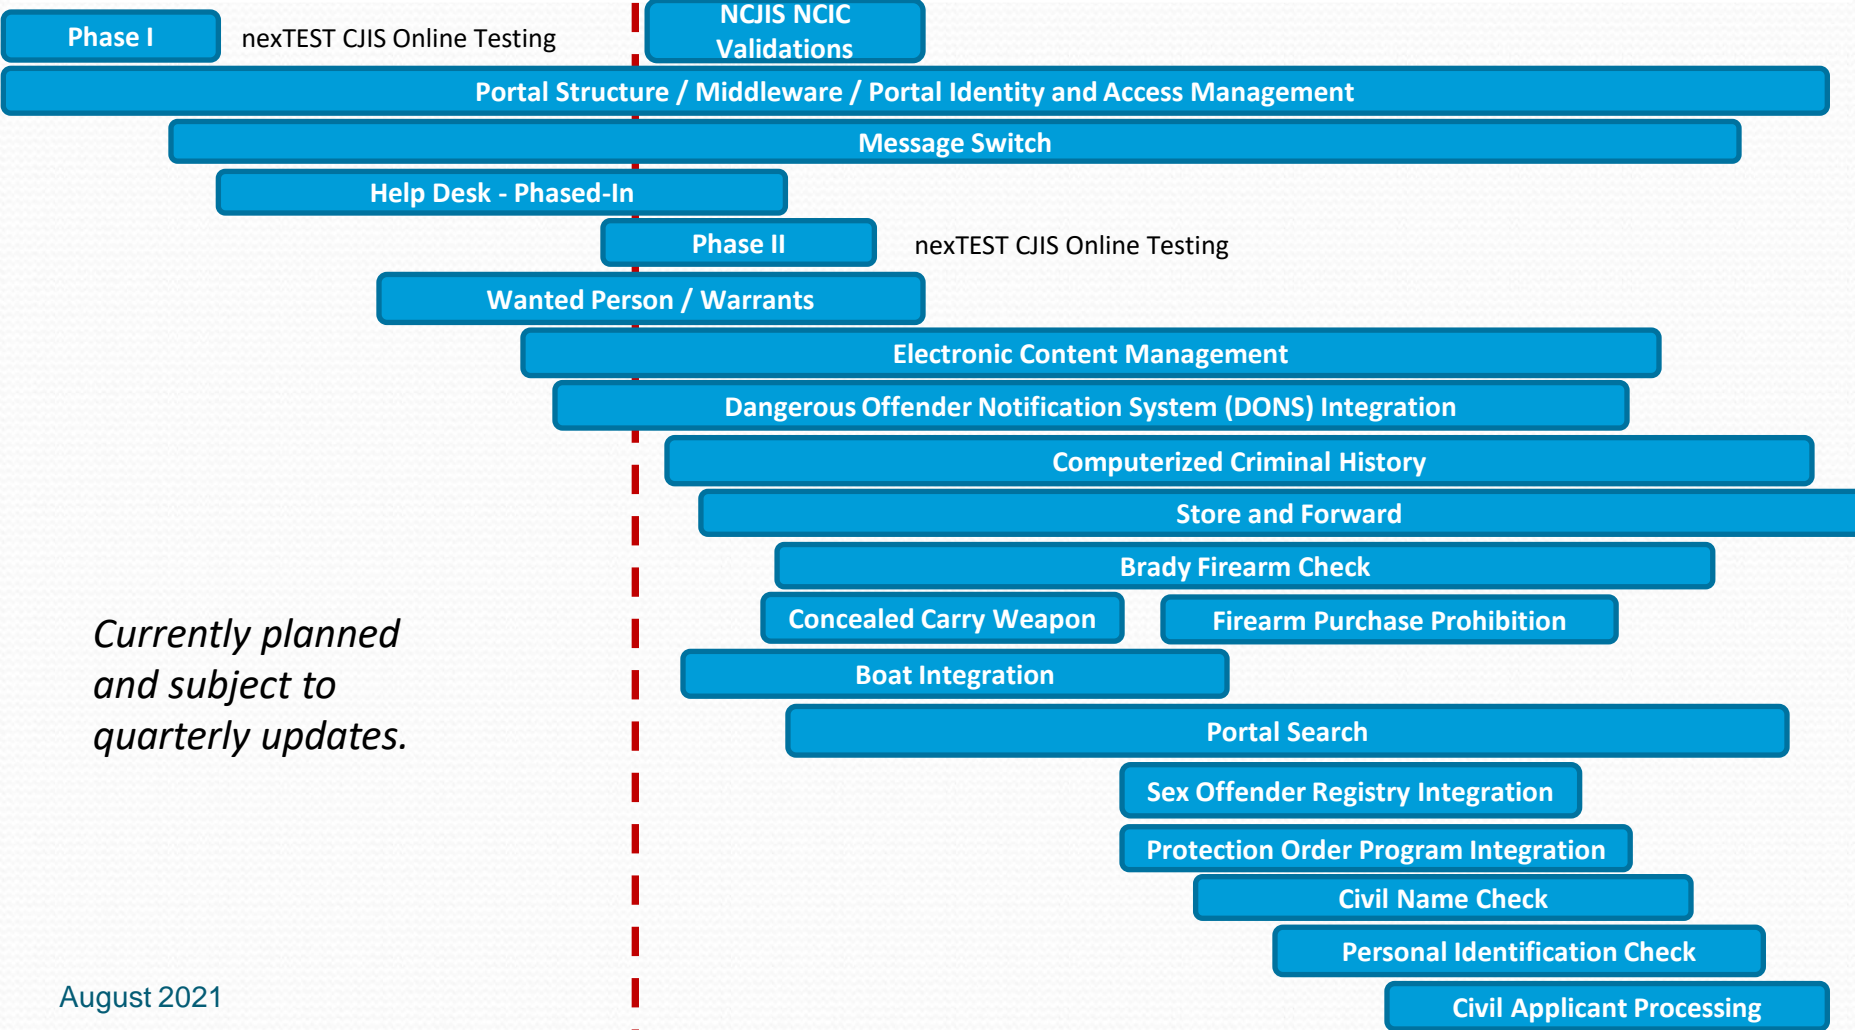 Phase I
nexTEST CJIS Online Testing
NCJIS NCIC
Validations
Portal Structure / Middleware / Portal Identity and Access Management
Message Switch
Help Desk - Phased-In
Phase II
nexTEST CJIS Online Testing
Wanted Person / Warrants
Electronic Content Management
Dangerous Offender Notification System (DONS) Integration
Computerized Criminal History
Store and Forward
Brady Firearm Check
Concealed Carry Weapon
Firearm Purchase Prohibition
Boat Integration
Currently planned
and subject to
quarterly updates.
Portal Search
Sex Offender Registry Integration
Protection Order Program Integration
Civil Name Check
Personal Identification Check
Civil Applicant Processing
August 2021